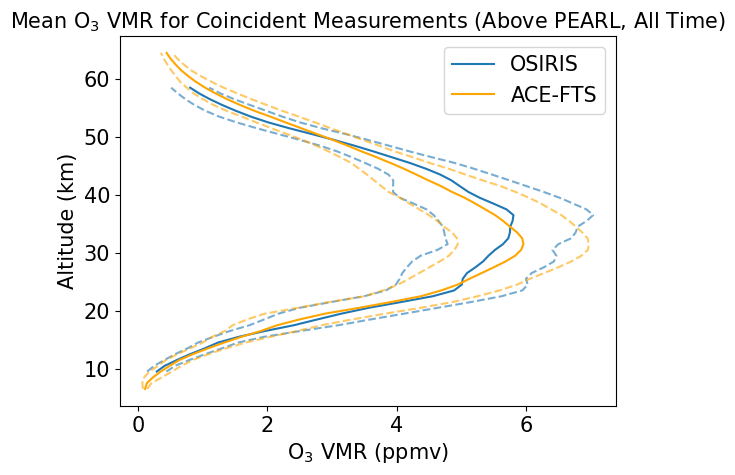 Mean O₃ VMR for Coincident Measurements (Above PEARL, All Time)
OSIRIS
ACE-FTS
Altitude (km)
60
50
40
30
20
10
0 2 4 6
O₃ VMR (ppmv)